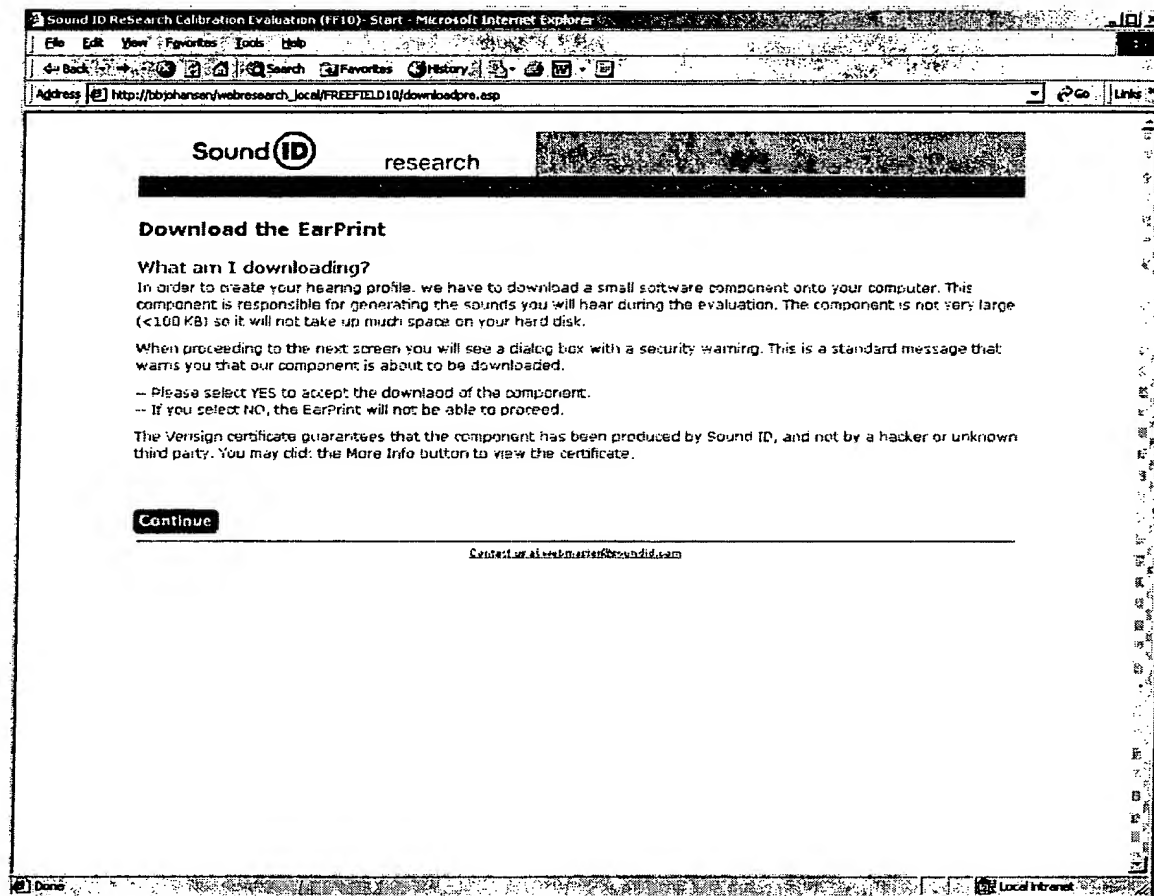 Sound ID ReSearch Calibration Evaluation (FF10)- Start - Microsoft Internet Explorer
File Edit View Favorites Tools Help
Back Search Favorites History
Address http://bbjohansen/webresearch_local/FREEFIELD10/downloadpre.asp Go Links
Sound ID research
Download the EarPrint
What am I downloading?
In order to create your hearing profile, we have to download a small software component onto your computer. This
component is responsible for generating the sounds you will hear during the evaluation. The component is not very large
(<100 KB) so it will not take up much space on your hard disk.
When proceeding to the next screen you will see a dialog box with a security warning. This is a standard message that
warns you that our component is about to be downloaded.
-- Please select YES to accept the download of the component.
-- If you select NO, the EarPrint will not be able to proceed.
The Verisign certificate guarantees that the component has been produced by Sound ID, and not by a hacker or unknown
third party. You may click the More Info button to view the certificate.
Continue
Contact us at webmaster@soundid.com
Done Local intranet